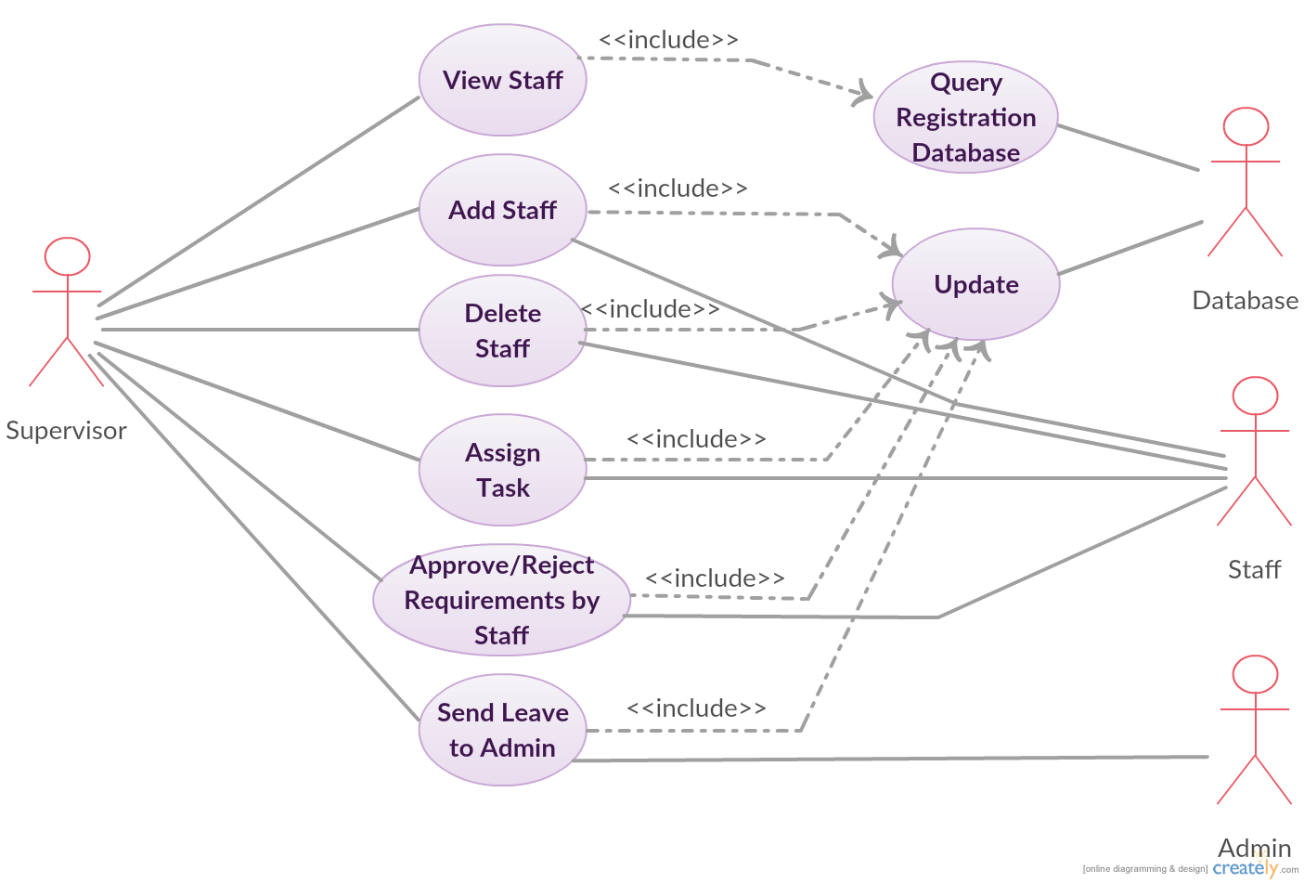 <<include>>
View Staff
Query
Registration
Database
<<include>>
Add Staff
Update
Database
Delete
Staff
<<include>>
Supervisor
Assign
Task
<<include>>
Staff
Approve/Reject
Requirements by
Staff
<<include>>
Send Leave
to Admin
<<include>>
Admin
[online diagramming & design] creately.com